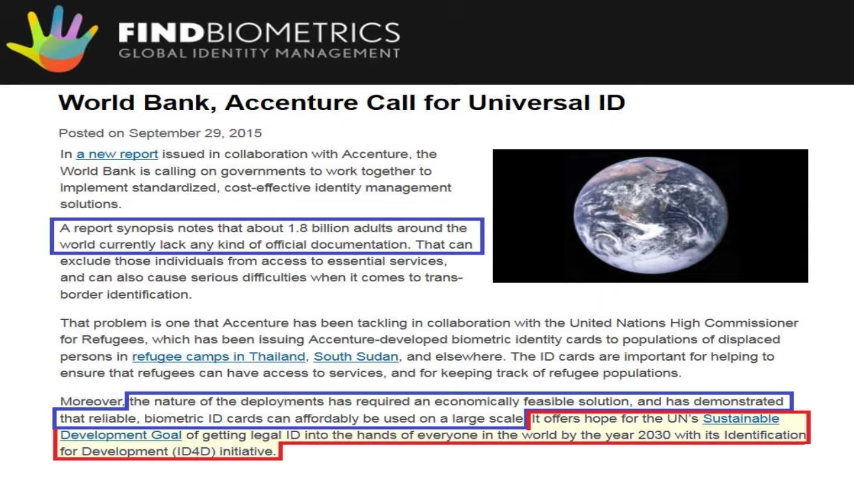 FINDBIOMETRICS
GLOBAL IDENTITY MANAGEMENT
World Bank, Accenture Call for Universal ID
Posted on September 29, 2015
In a new report issued in collaboration with Accenture, the
World Bank is calling on governments to work together to
implement standardized, cost-effective identity management
solutions.
A report synopsis notes that about 1.8 billion adults around the
world currently lack any kind of official documentation. That can
exclude those individuals from access to essential services,
and can also cause serious difficulties when it comes to trans-
border identification.
That problem is one that Accenture has been tackling in collaboration with the United Nations High Commissioner
for Refugees, which has been issuing Accenture-developed biometric identity cards to populations of displaced
persons in refugee camps in Thailand, South Sudan, and elsewhere. The ID cards are important for helping to
ensure that refugees can have access to services, and for keeping track of refugee populations.
Moreover, the nature of the deployments has required an economically feasible solution, and has demonstrated
that reliable, biometric ID cards can affordably be used on a large scale. It offers hope for the UN's Sustainable
Development Goal of getting legal ID into the hands of everyone in the world by the year 2030 with its Identification
for Development (ID4D) initiative.